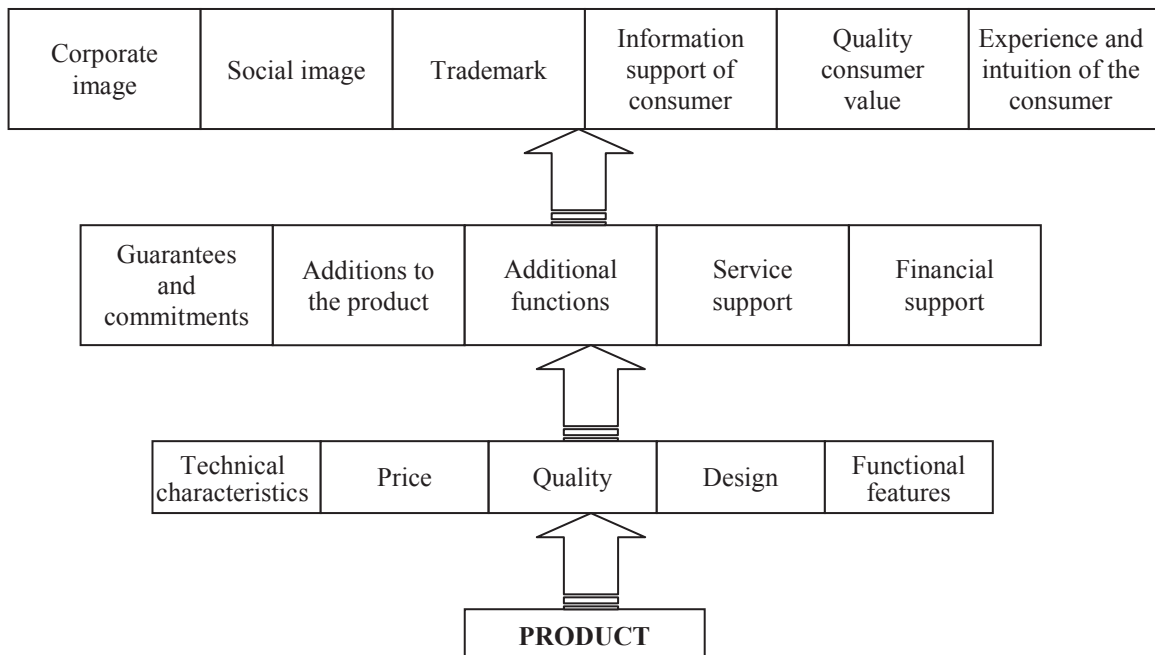 Corporate
image
Social image
Trademark
Information
support of
consumer
Quality
consumer
value
Experience and
intuition of the
consumer
Guarantees
and
commitments
Additions to
the product
Additional
functions
Service
support
Financial
support
Technical
characteristics
Price
Quality
Design
Functional
features
PRODUCT